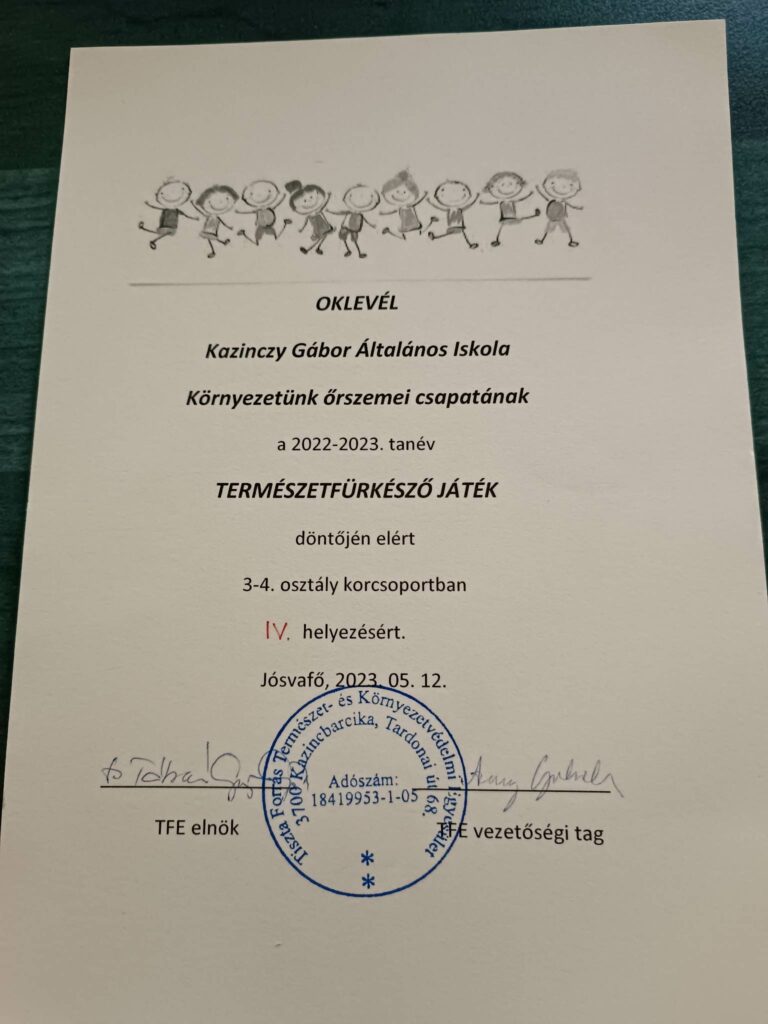 OKLEVÉL
Kazinczy Gábor Általános Iskola
Környezetünk őrszemei csapatának
a 2022-2023. tanév
TERMÉSZETFÜRKÉSZŐ JÁTÉK
döntőjén elért
3-4. osztály korcsoportban
IV. helyezésért.
Jósvafő, 2023. 05. 12.
Tiszta Forrás Természet- és Környezetvédelmi Egyesület
3700 Kazincbarcika, Tardonai út 68.
Adószám:
18419953-1-05
* *
TFE elnök
TFE vezetőségi tag